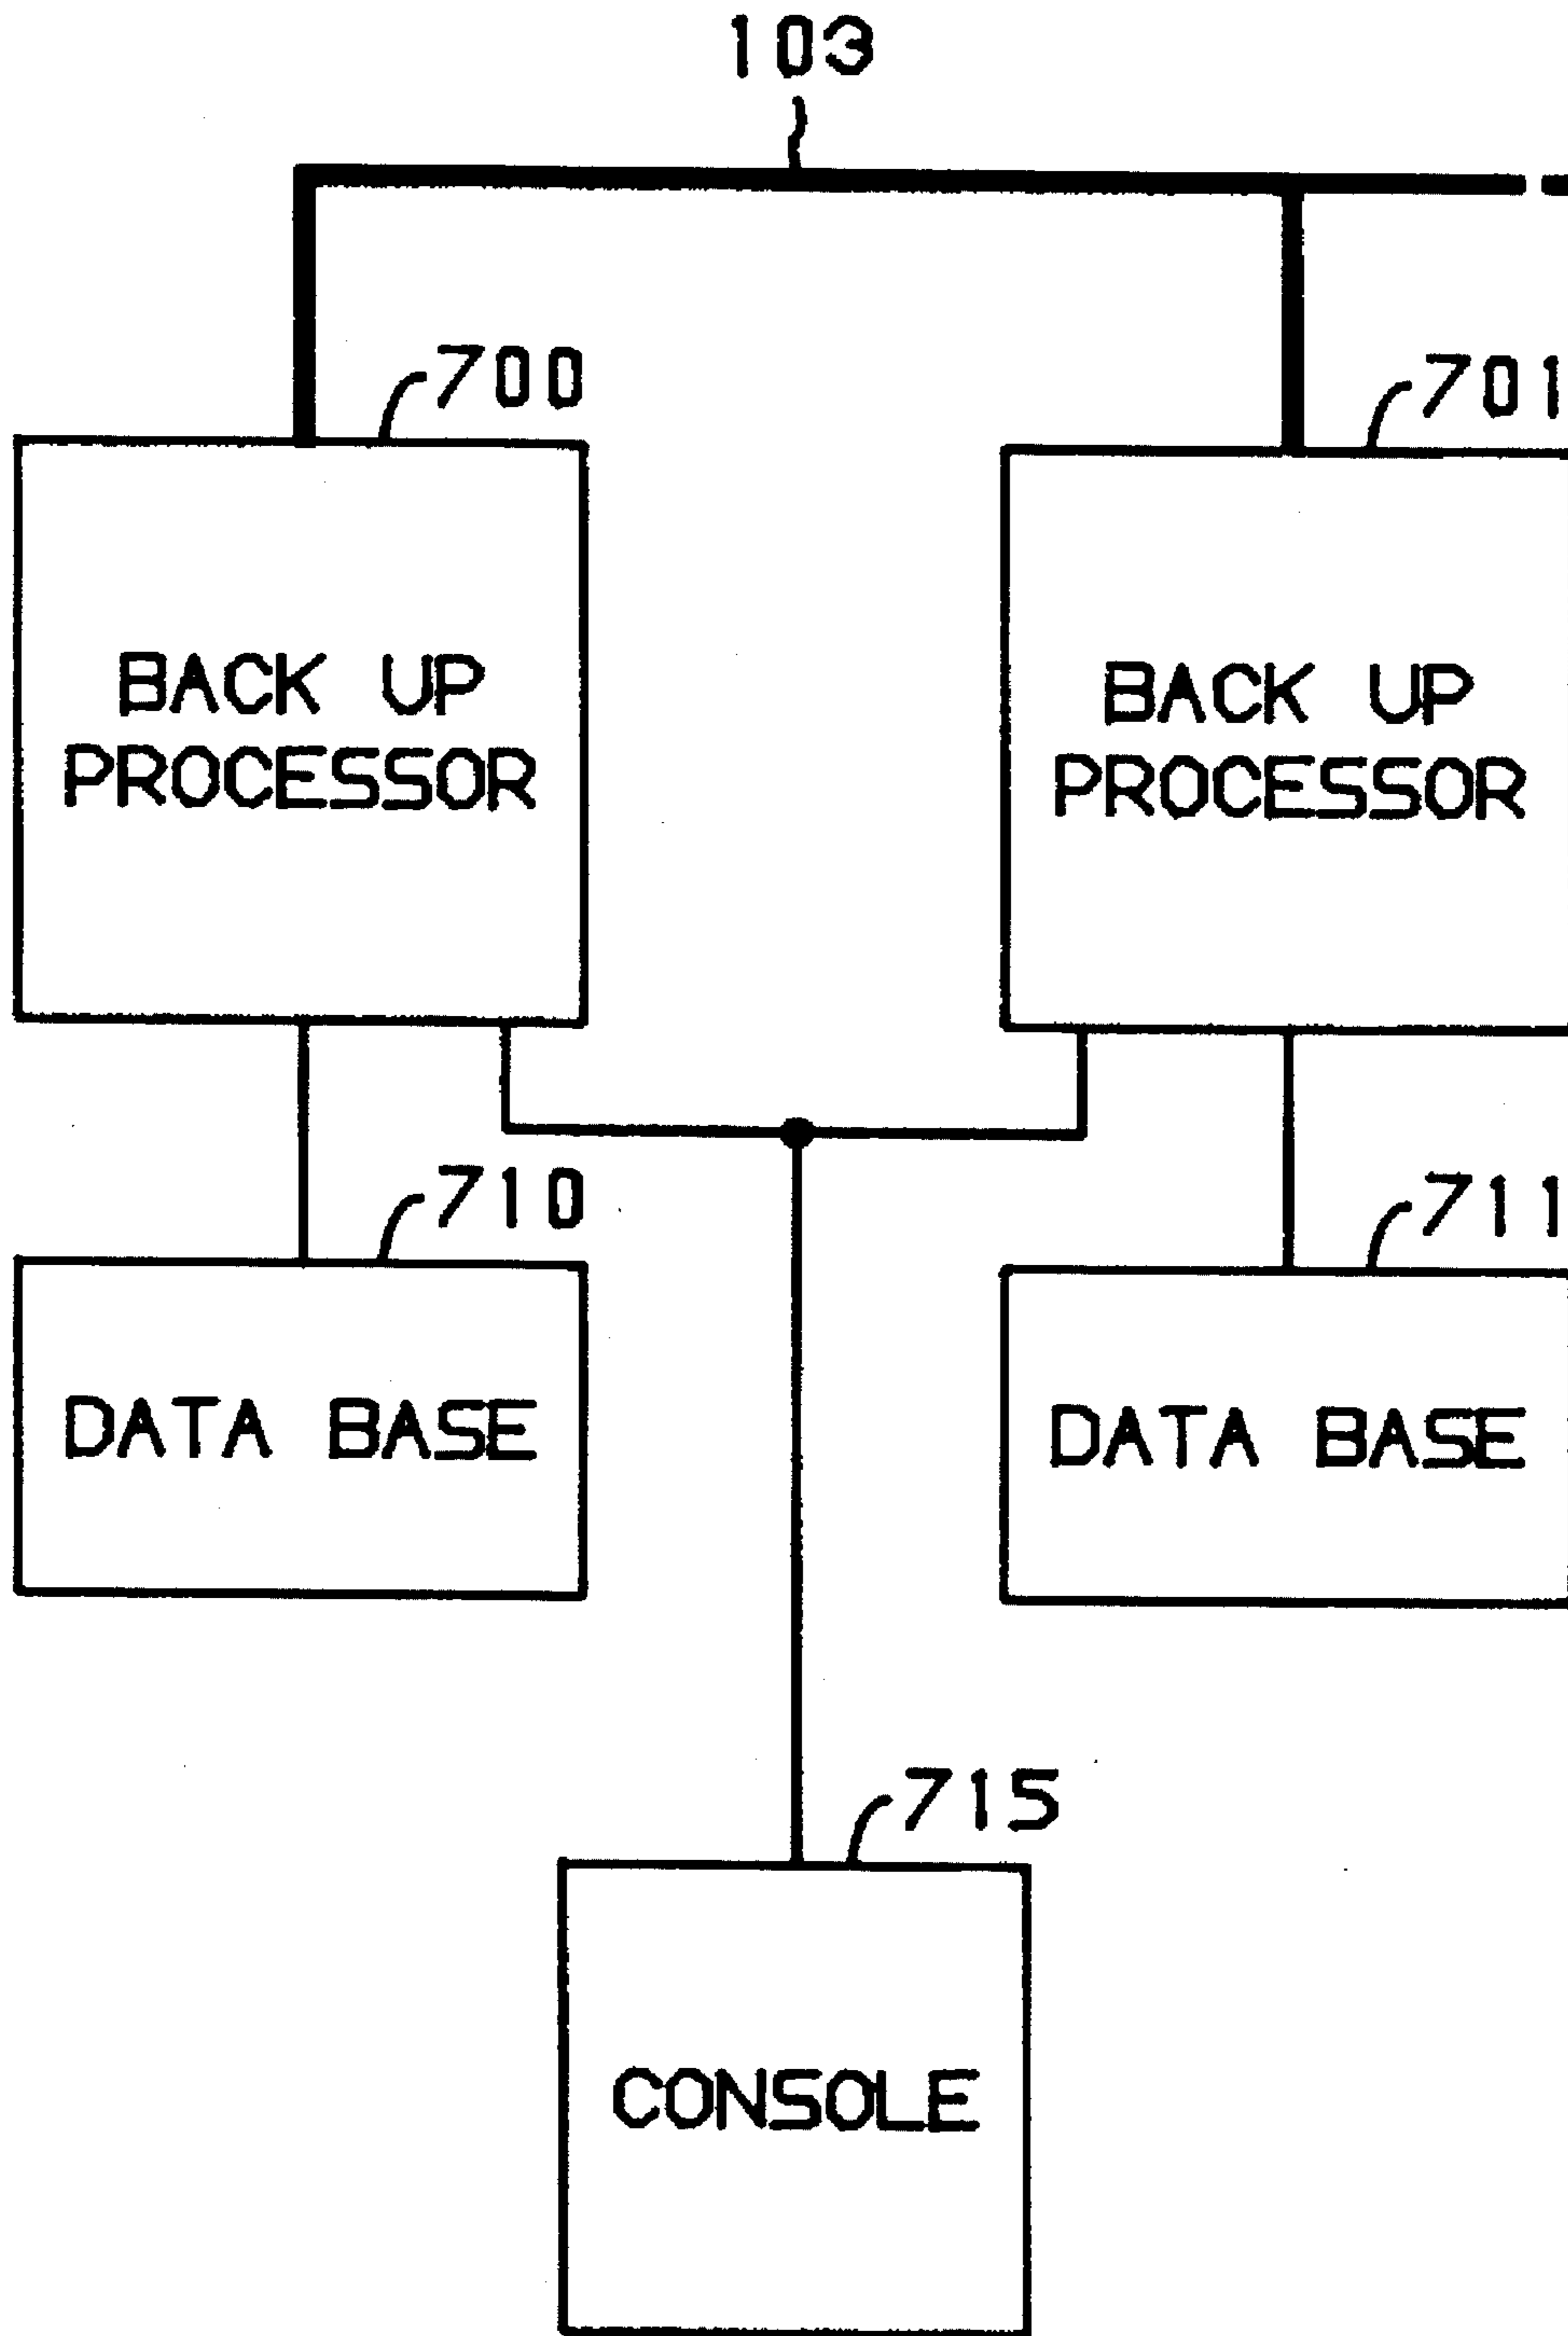 103
700
701
BACK UP
PROCESSOR
BACK UP
PROCESSOR
710
711
DATA BASE
DATA BASE
715
CONSOLE